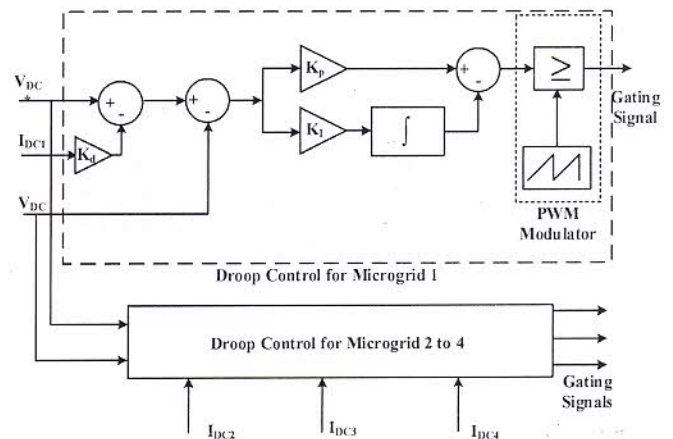 V_DC
*
+
-
+
-
K_p
+
-
≥
Gating
Signal
I_DC1
K_d
K_I
∫
V_DC
PWM
Modulator
Droop Control for Microgrid 1
Droop Control for Microgrid 2 to 4
Gating
Signals
I_DC2
I_DC3
I_DC4